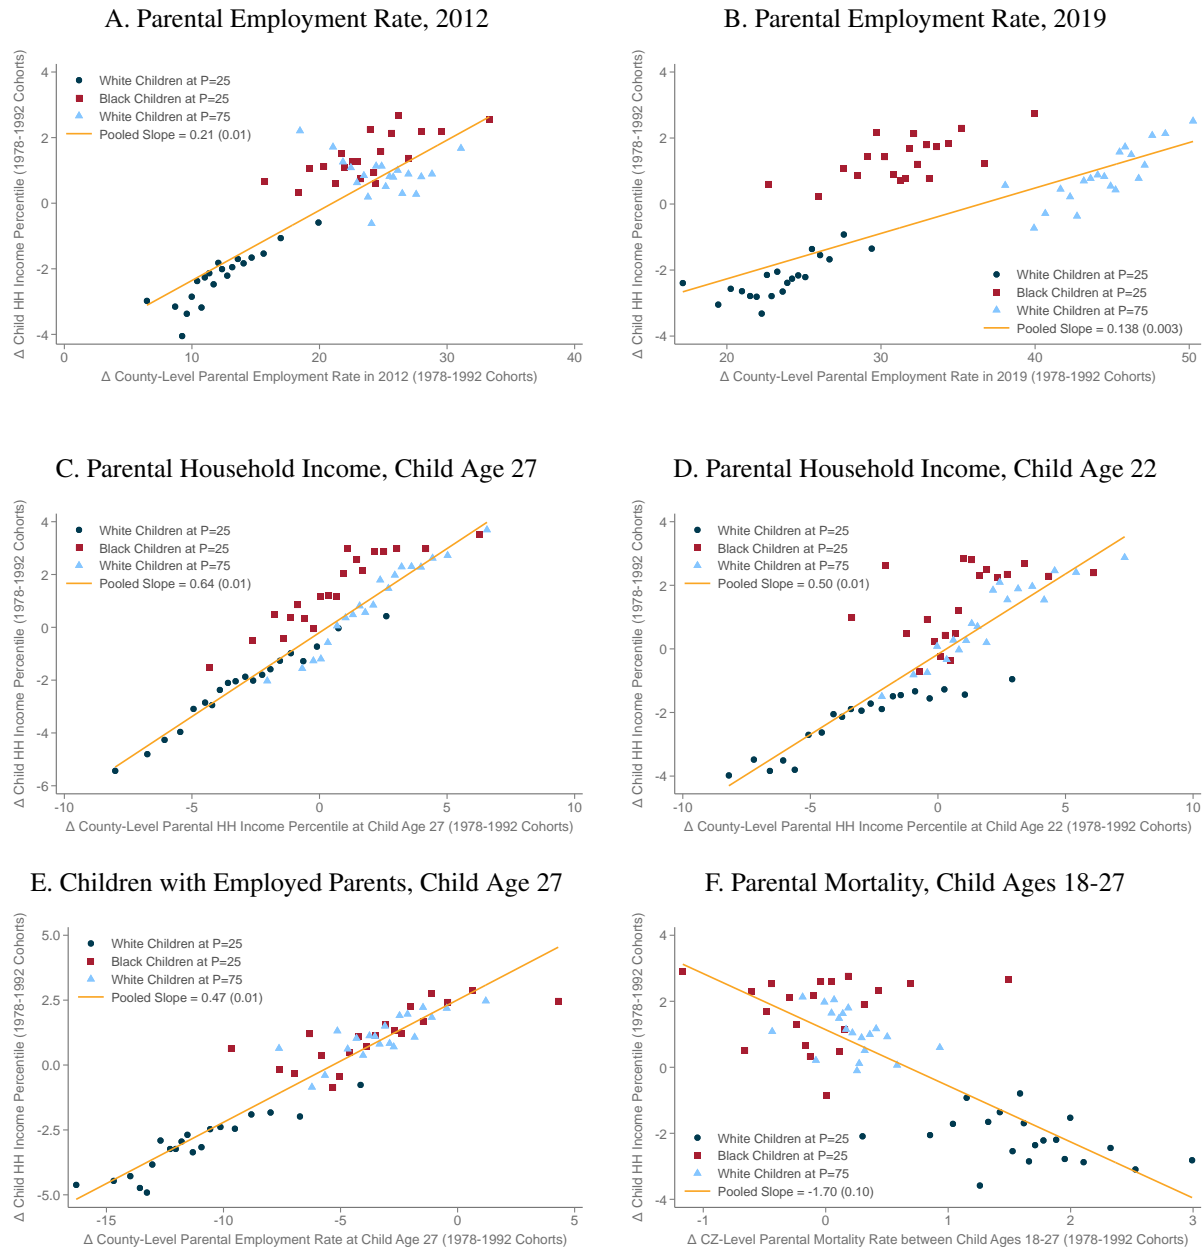 A. Parental Employment Rate, 2012
Δ Child HH Income Percentile (1978-1992 Cohorts)
4
2
0
-2
-4
White Children at P=25
Black Children at P=25
White Children at P=75
Pooled Slope = 0.21 (0.01)
0
10
20
30
40
Δ County-Level Parental Employment Rate in 2012 (1978-1992 Cohorts)
B. Parental Employment Rate, 2019
Δ Child HH Income Percentile (1978-1992 Cohorts)
4
2
0
-2
-4
White Children at P=25
Black Children at P=25
White Children at P=75
Pooled Slope = 0.138 (0.003)
20
30
40
50
Δ County-Level Parental Employment Rate in 2019 (1978-1992 Cohorts)
C. Parental Household Income, Child Age 27
Δ Child HH Income Percentile (1978-1992 Cohorts)
4
2
0
-2
-4
-6
White Children at P=25
Black Children at P=25
White Children at P=75
Pooled Slope = 0.64 (0.01)
-10
-5
0
5
10
Δ County-Level Parental HH Income Percentile at Child Age 27 (1978-1992 Cohorts)
D. Parental Household Income, Child Age 22
Δ Child HH Income Percentile (1978-1992 Cohorts)
4
2
0
-2
-4
White Children at P=25
Black Children at P=25
White Children at P=75
Pooled Slope = 0.50 (0.01)
-10
-5
0
5
10
Δ County-Level Parental HH Income Percentile at Child Age 22 (1978-1992 Cohorts)
E. Children with Employed Parents, Child Age 27
Δ Child HH Income Percentile (1978-1992 Cohorts)
5.0
2.5
0.0
-2.5
-5.0
White Children at P=25
Black Children at P=25
White Children at P=75
Pooled Slope = 0.47 (0.01)
-15
-10
-5
0
5
Δ County-Level Parental Employment Rate at Child Age 27 (1978-1992 Cohorts)
F. Parental Mortality, Child Ages 18-27
Δ Child HH Income Percentile (1978-1992 Cohorts)
4
2
0
-2
-4
White Children at P=25
Black Children at P=25
White Children at P=75
Pooled Slope = -1.70 (0.10)
-1
0
1
2
3
Δ CZ-Level Parental Mortality Rate between Child Ages 18-27 (1978-1992 Cohorts)